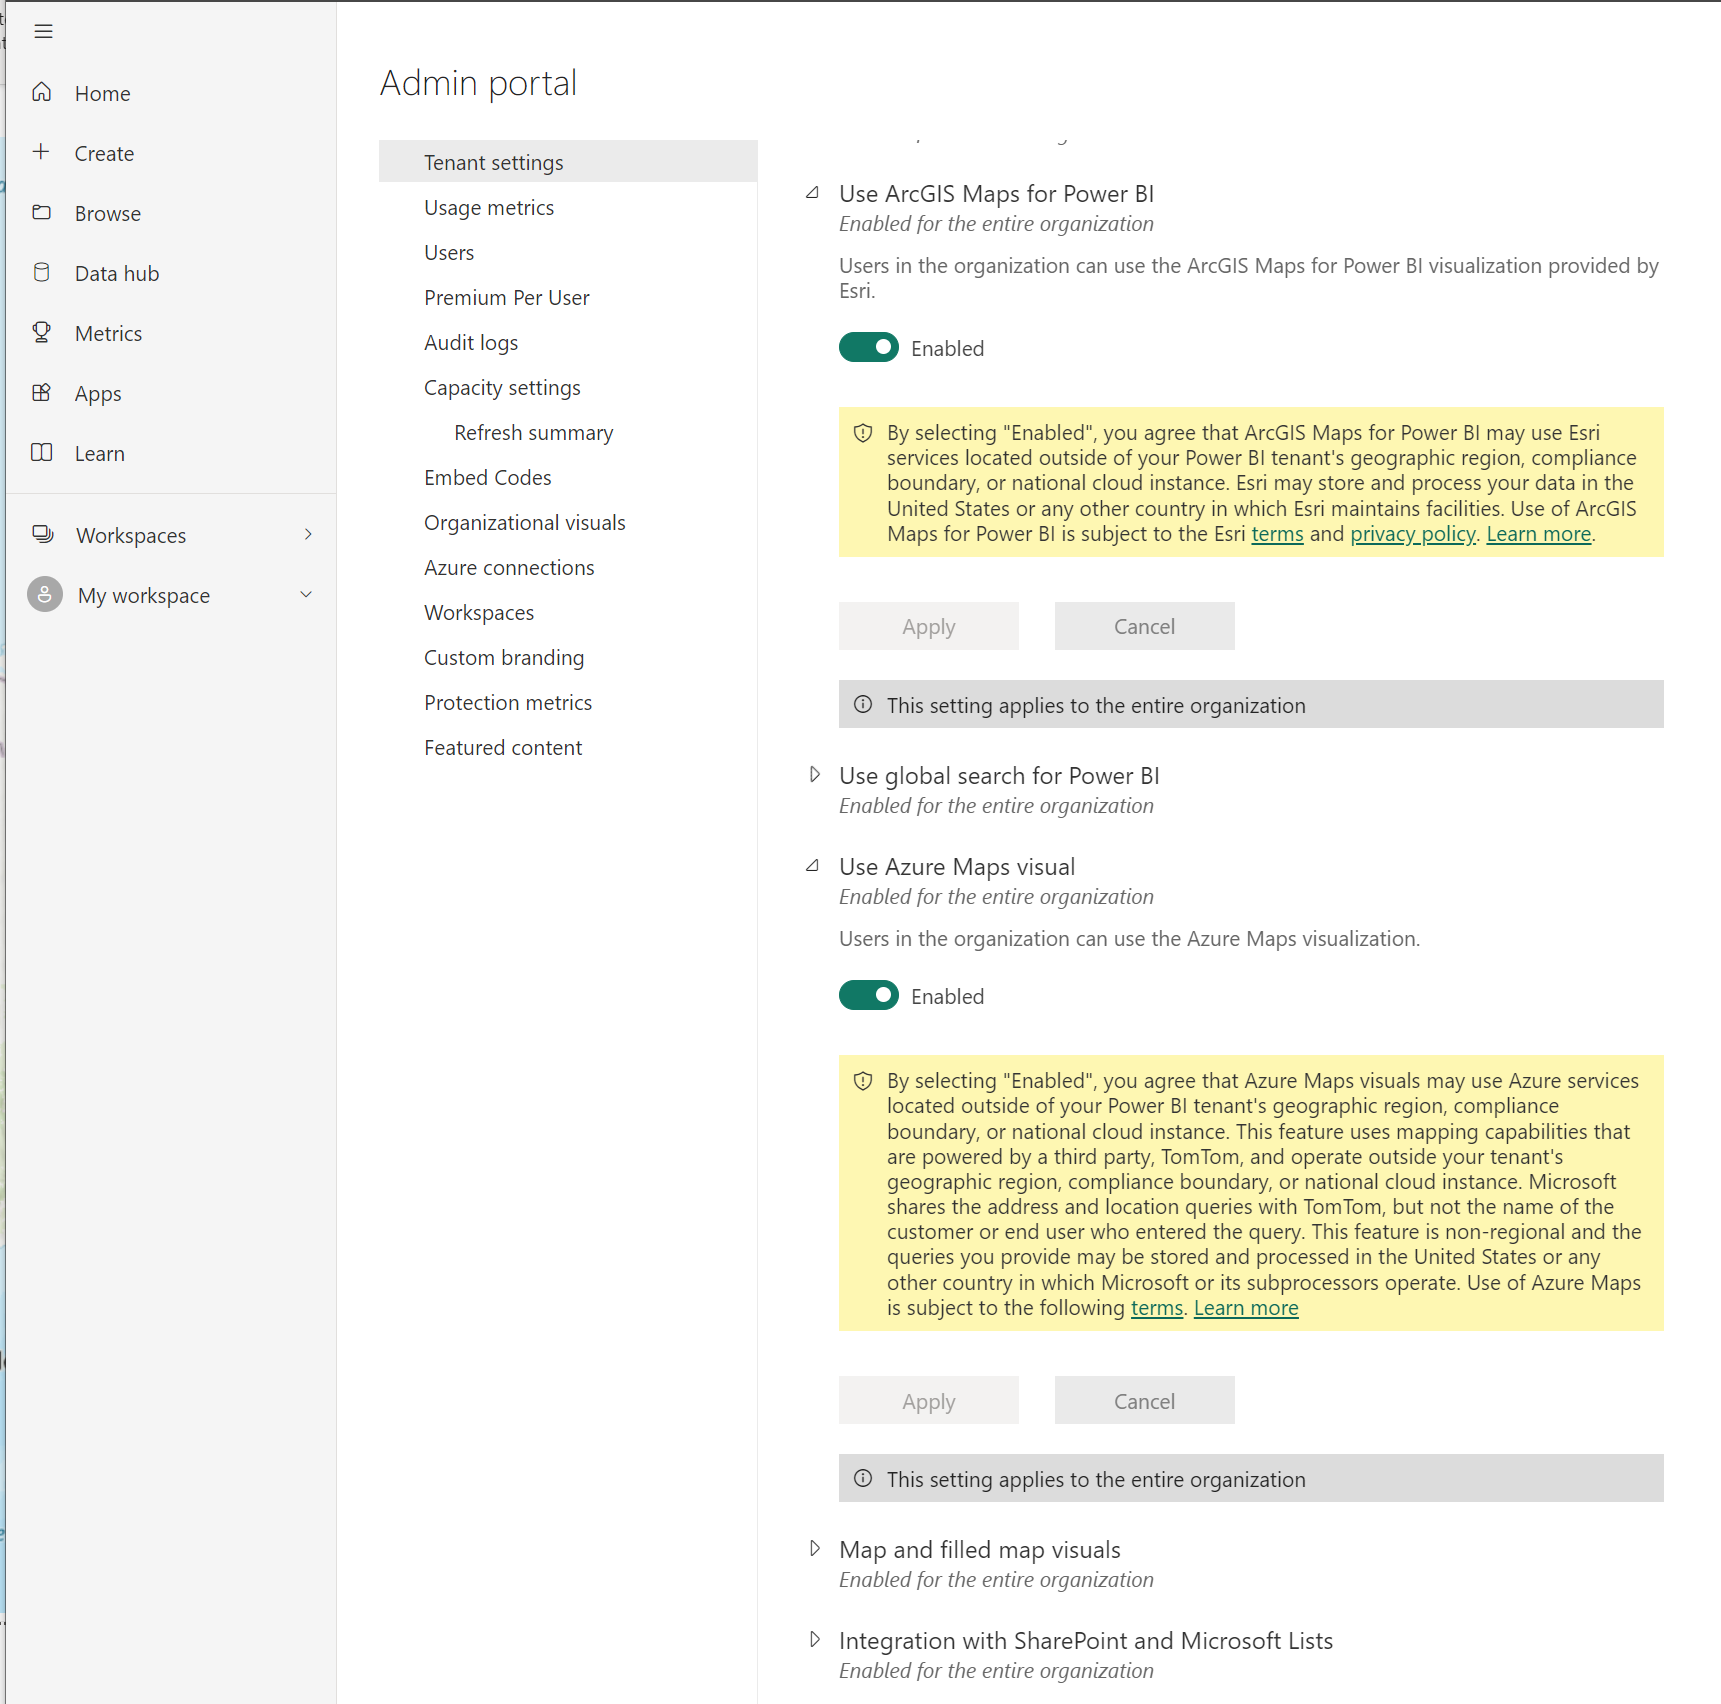 Home
Create
Browse
Data hub
Metrics
Apps
Learn
Workspaces
My workspace
Admin portal
Tenant settings
Usage metrics
Users
Premium Per User
Audit logs
Capacity settings
Refresh summary
Embed Codes
Organizational visuals
Azure connections
Workspaces
Custom branding
Protection metrics
Featured content
Use ArcGIS Maps for Power BI
Enabled for the entire organization
Users in the organization can use the ArcGIS Maps for Power BI visualization provided by
Esri.
Enabled
By selecting "Enabled", you agree that ArcGIS Maps for Power BI may use Esri
services located outside of your Power BI tenant's geographic region, compliance
boundary, or national cloud instance. Esri may store and process your data in the
United States or any other country in which Esri maintains facilities. Use of ArcGIS
Maps for Power BI is subject to the Esri terms and privacy policy. Learn more.
Apply
Cancel
This setting applies to the entire organization
Use global search for Power BI
Enabled for the entire organization
Use Azure Maps visual
Enabled for the entire organization
Users in the organization can use the Azure Maps visualization.
Enabled
By selecting "Enabled", you agree that Azure Maps visuals may use Azure services
located outside of your Power BI tenant's geographic region, compliance
boundary, or national cloud instance. This feature uses mapping capabilities that
are powered by a third party, TomTom, and operate outside your tenant's
geographic region, compliance boundary, or national cloud instance. Microsoft
shares the address and location queries with TomTom, but not the name of the
customer or end user who entered the query. This feature is non-regional and the
queries you provide may be stored and processed in the United States or any
other country in which Microsoft or its subprocessors operate. Use of Azure Maps
is subject to the following terms. Learn more
Apply
Cancel
This setting applies to the entire organization
Map and filled map visuals
Enabled for the entire organization
Integration with SharePoint and Microsoft Lists
Enabled for the entire organization